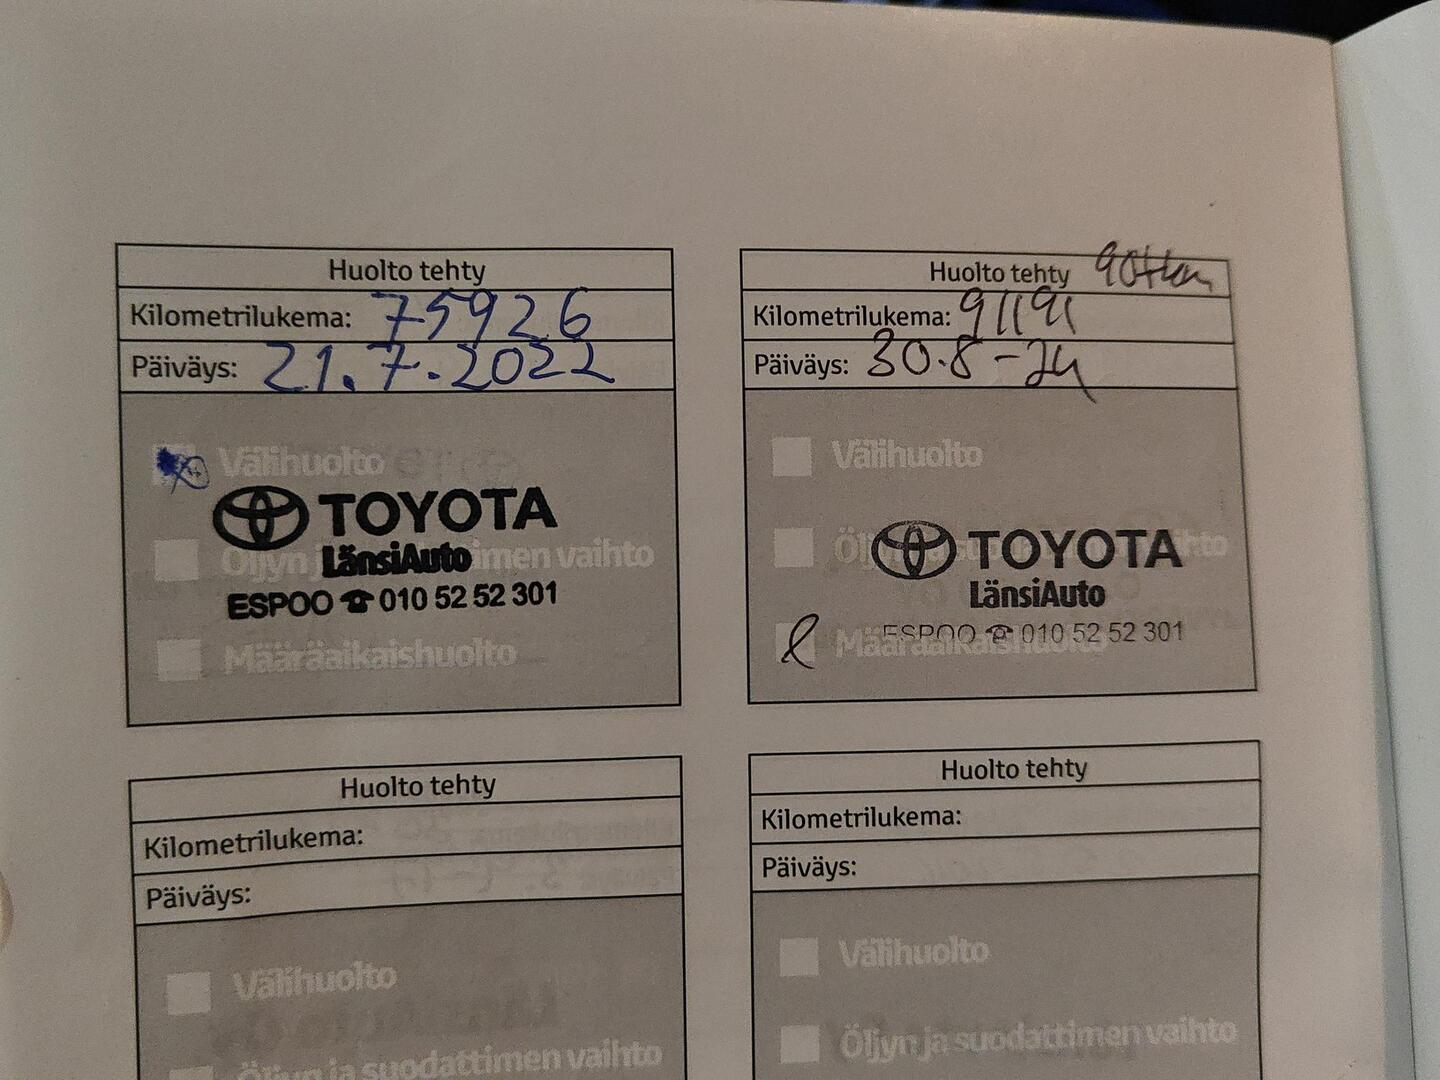 Huolto tehty
Kilometrilukema: 75926
Päiväys: 21.7.2022
Välihuolto
TOYOTA
Öljyn ja LänsiAuto imen vaihto
ESPOO ☎ 010 52 52 301
Määräaikaishuolto
Huolto tehty 90tkm
Kilometrilukema: 91191
Päiväys: 30.8-24
Välihuolto
TOYOTA
LänsiAuto
ESPOO ☎ 010 52 52 301
Määräaikaishuolto
Huolto tehty
Kilometrilukema:
Päiväys:
Välihuolto
Öljyn ja suodattimen vaihto
Huolto tehty
Kilometrilukema:
Päiväys:
Välihuolto
Öljyn ja suodattimen vaihto